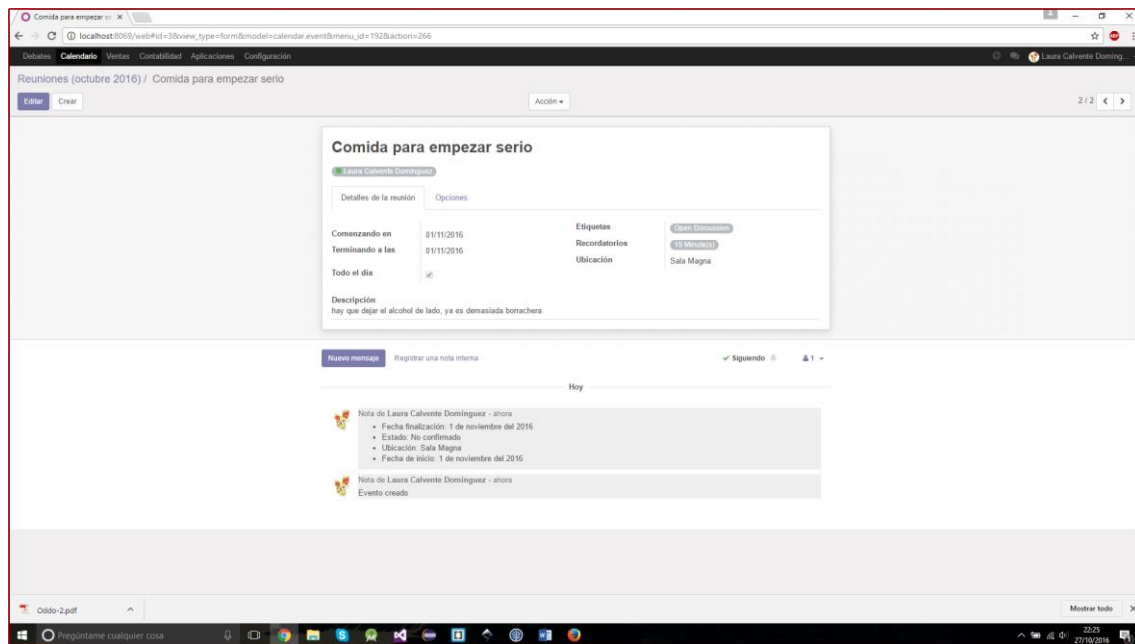 Comida para empezar se
localhost:8069/web#id=3&view_type=form&model=calendar.event&menu_id=192&action=266
Debates Calendario Ventas Contabilidad Aplicaciones Configuración
Laura Calvente Doming...
Reuniones (octubre 2016) / Comida para empezar serio
Editar Crear Acción 2 / 2
Comida para empezar serio
Laura Calvente Dominguez
Detalles de la reunión Opciones
Comenzando en 01/11/2016
Terminando a las 01/11/2016
Todo el día
Etiquetas Open Discussion
Recordatorios 15 Minute(s)
Ubicación Sala Magna
Descripción
hay que dejar el alcohol de lado, ya es demasiada borrachera.
Nuevo mensaje Registrar una nota interna Siguiendo 1
Hoy
Nota de Laura Calvente Dominguez - ahora
• Fecha finalización: 1 de noviembre del 2016
• Estado: No confirmado
• Ubicación: Sala Magna
• Fecha de inicio: 1 de noviembre del 2016
Nota de Laura Calvente Dominguez - ahora
Evento creado
Oddo-2.pdf Mostrar todo
Pregúntame cualquier cosa
22:25
27/10/2016